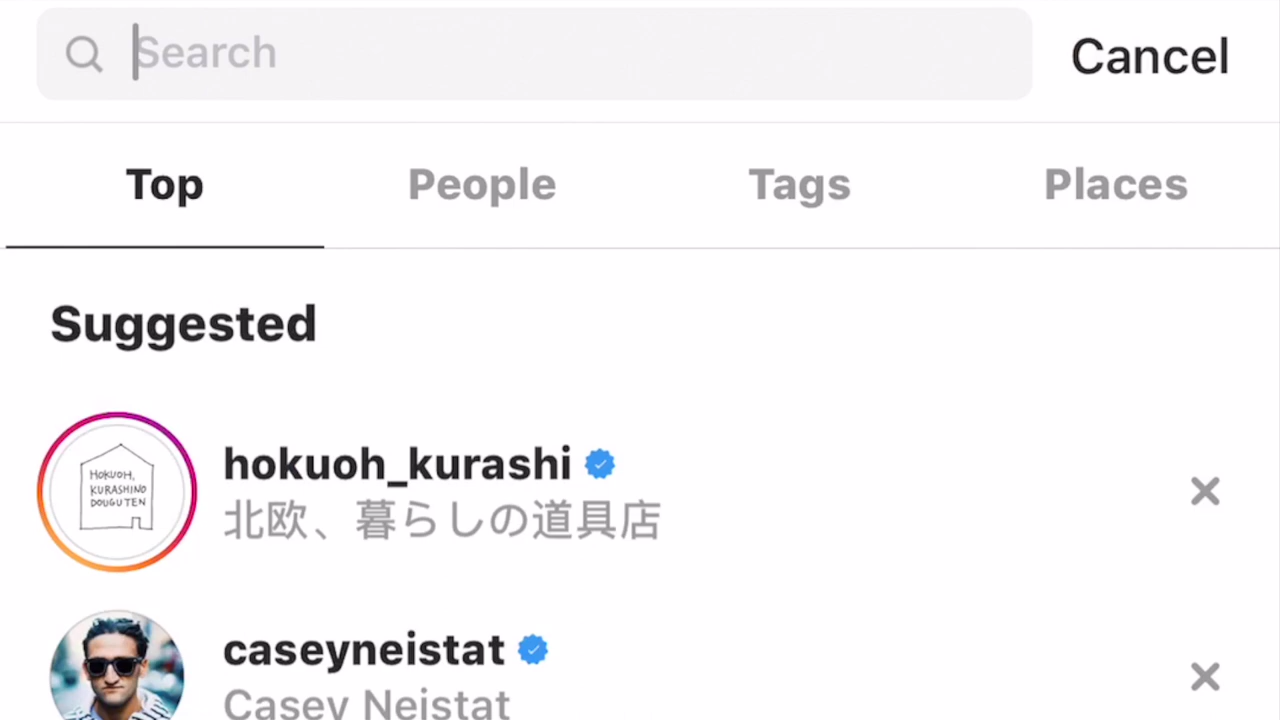 Search
Cancel
Top
People
Tags
Places
Suggested
HOKUOH,
KURASHINO
DOUGUTEN
hokuoh_kurashi
北欧、暮らしの道具店
caseyneistat
Casey Neistat